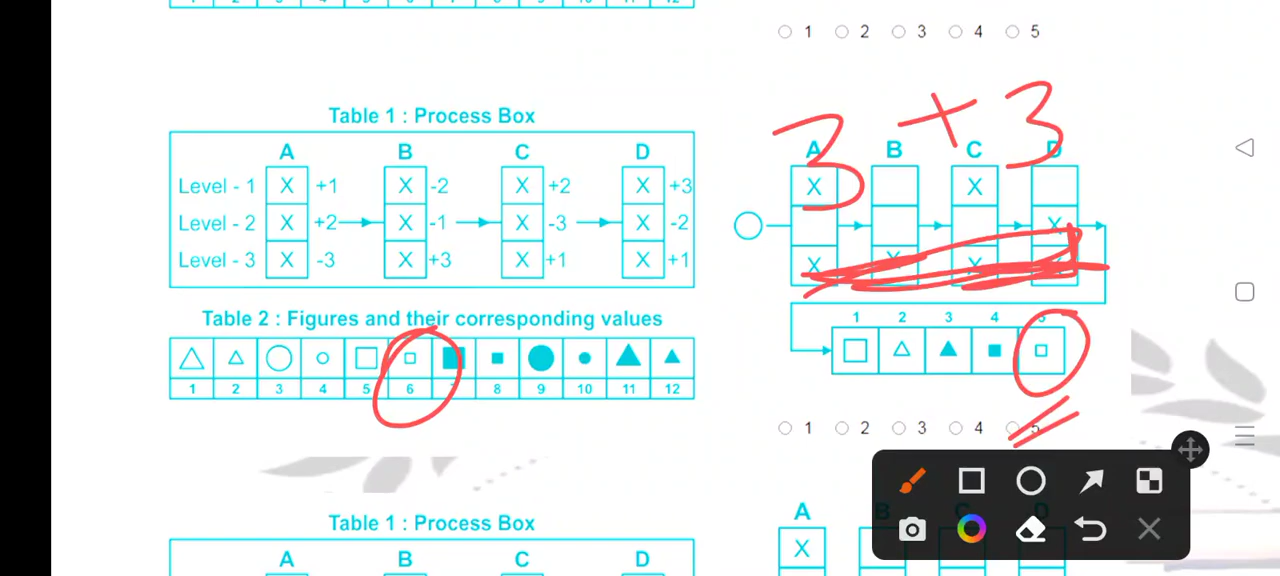 1 2 3 4 5
Table 1 : Process Box
A B C D
Level - 1 X +1 X -2 X +2 X +3
Level - 2 X +2 X -1 X -3 X -2
Level - 3 X -3 X +3 X +1 X +1
Table 2 : Figures and their corresponding values
1 2 3 4 5 6 7 8 9 10 11 12
3 + 3
A B C D
X X
X
X X X X
1 2 3 4 5
1 2 3 4 5
Table 1 : Process Box
A B C D
A B C D
X